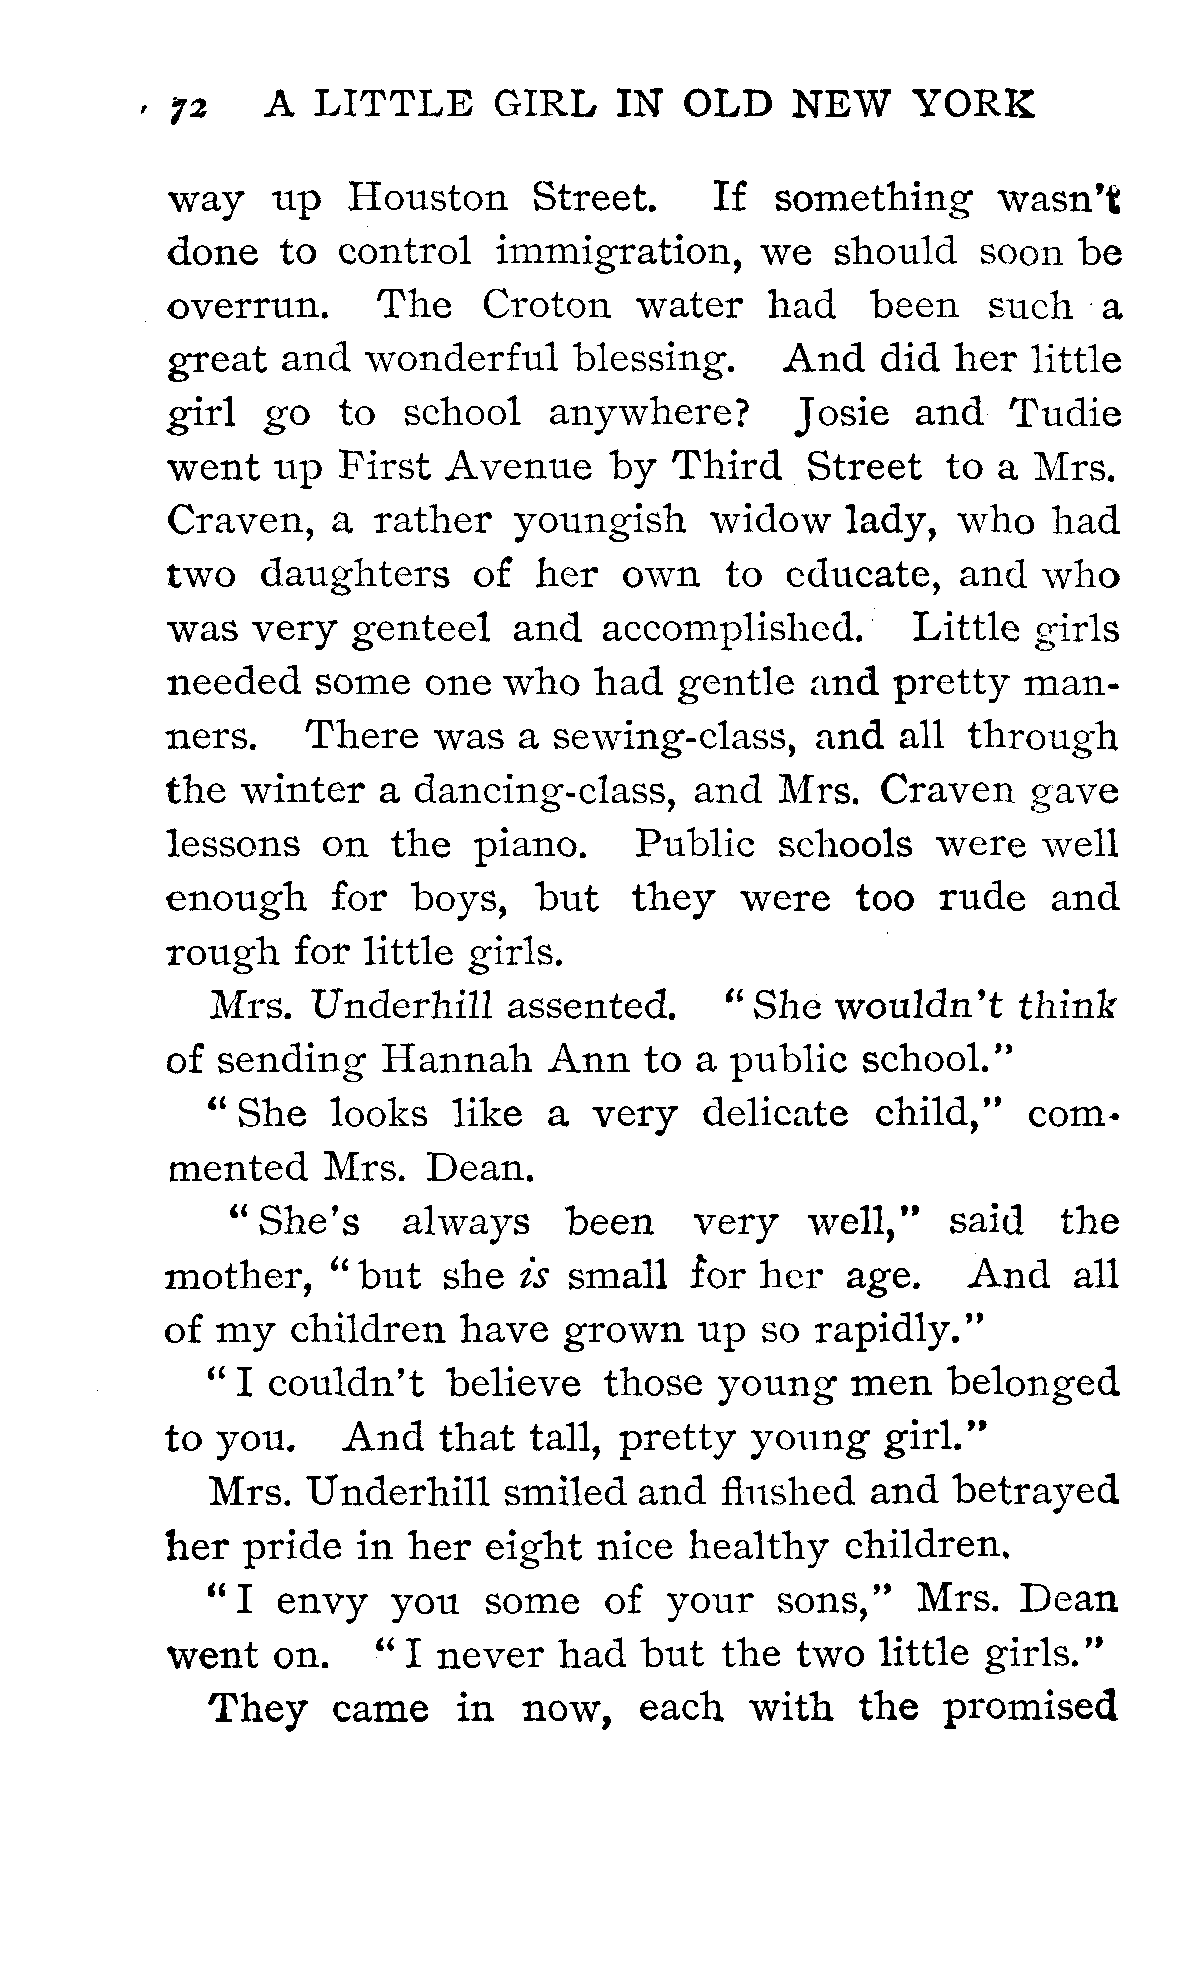 72 A LITTLE GIRL IN OLD NEW YORK
way up Houston Street. If something wasn't
done to control immigration, we should soon be
overrun. The Croton water had been such a
great and wonderful blessing. And did her little
girl go to school anywhere? Josie and Tudie
went up First Avenue by Third Street to a Mrs.
Craven, a rather youngish widow lady, who had
two daughters of her own to educate, and who
was very genteel and accomplished. Little girls
needed some one who had gentle and pretty man-
ners. There was a sewing-class, and all through
the winter a dancing-class, and Mrs. Craven gave
lessons on the piano. Public schools were well
enough for boys, but they were too rude and
rough for little girls.
Mrs. Underhill assented. "She wouldn't think
of sending Hannah Ann to a public school."
"She looks like a very delicate child," com-
mented Mrs. Dean.
"She's always been very well," said the
mother, "but she is small for her age. And all
of my children have grown up so rapidly."
"I couldn't believe those young men belonged
to you. And that tall, pretty young girl."
Mrs. Underhill smiled and flushed and betrayed
her pride in her eight nice healthy children.
"I envy you some of your sons," Mrs. Dean
went on. "I never had but the two little girls."
They came in now, each with the promised